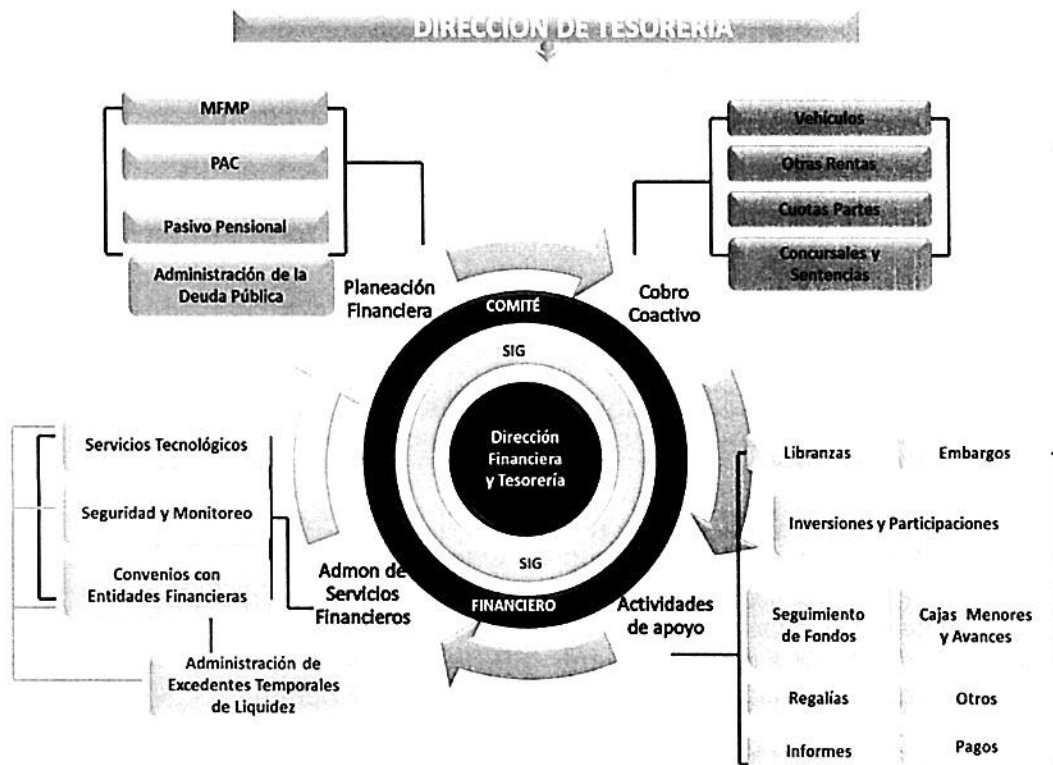 DIRECCIÓN DE TESORERÍA
MFMP
PAC
Pasivo Pensional
Administración de la
Deuda Pública
Planeación
Financiera
Vehículos
Otras Rentas
Cuotas Partes
Concursales y
Sentencias
Cobro
Coactivo
COMITÉ
SIG
Dirección
Financiera
y Tesorería
SIG
FINANCIERO
Servicios Tecnológicos
Seguridad y Monitoreo
Convenios con
Entidades Financieras
Administración de
Excedentes Temporales
de Liquidez
Admon de
Servicios
Financieros
Actividades
de apoyo
Libranzas
Embargos
Inversiones y Participaciones
Seguimiento
de Fondos
Cajas Menores
y Avances
Regalías
Otros
Informes
Pagos